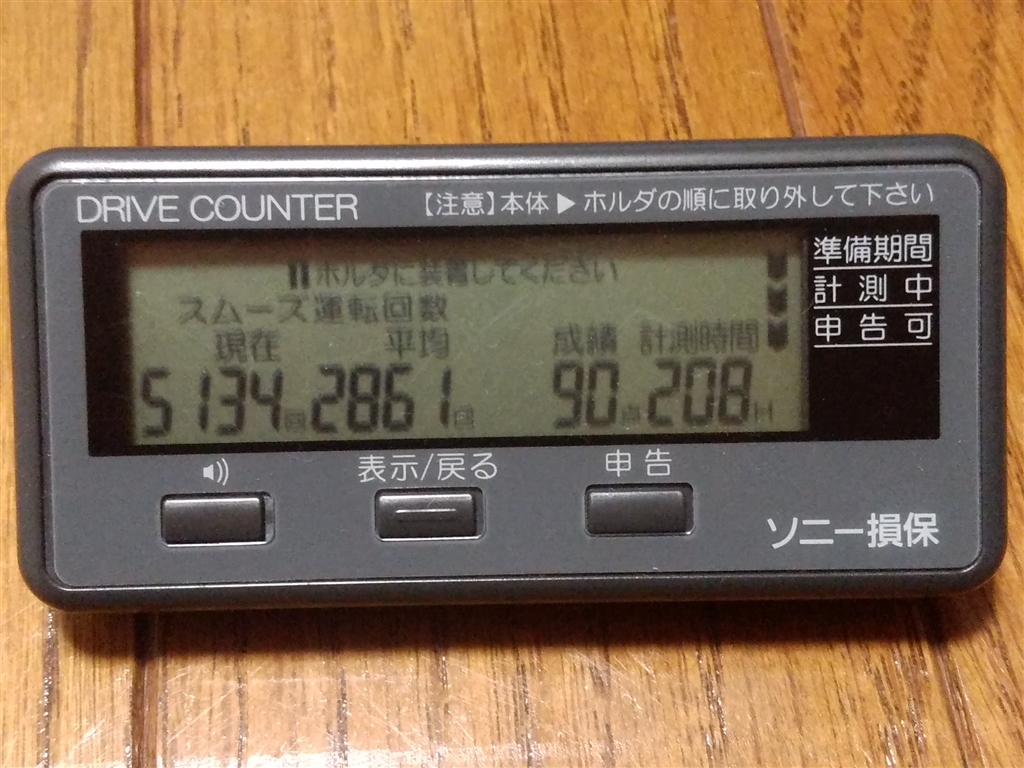 DRIVE COUNTER 【注意】本体▶ホルダの順に取り外して下さい
ホルダに装着してください
スムーズ運転回数
現在 平均 成績 計測時間
5134回 2861回 90点 208H
準備期間
計測中
申告可
表示/戻る 申告
ソニー損保